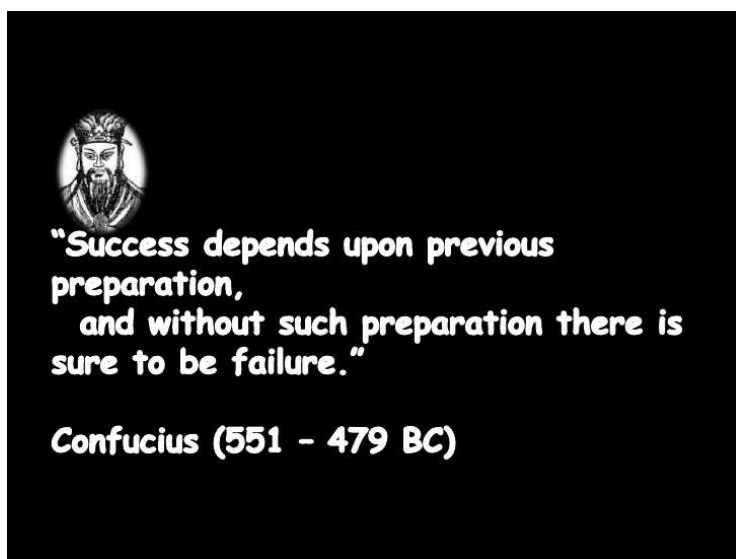 “Success depends upon previous
preparation,
and without such preparation there is
sure to be failure.”
Confucius (551 – 479 BC)